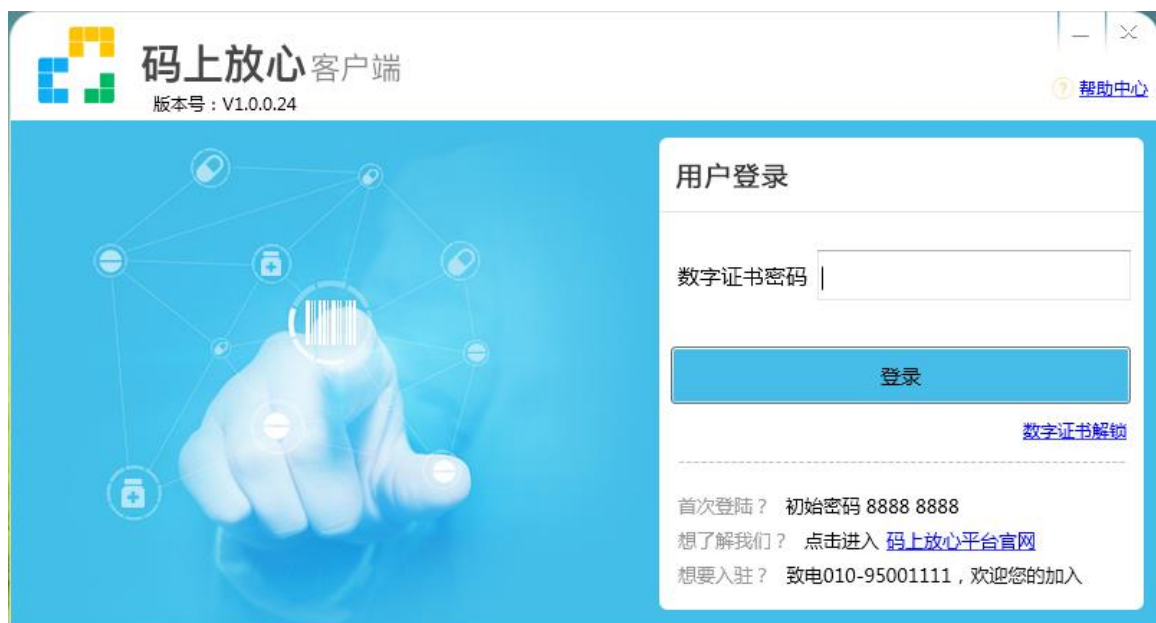 码上放心客户端
版本号：V1.0.0.24
帮助中心
用户登录
数字证书密码
登录
数字证书解锁
首次登陆？ 初始密码 8888 8888
想了解我们？ 点击进入 码上放心平台官网
想要入驻？ 致电010-95001111，欢迎您的加入